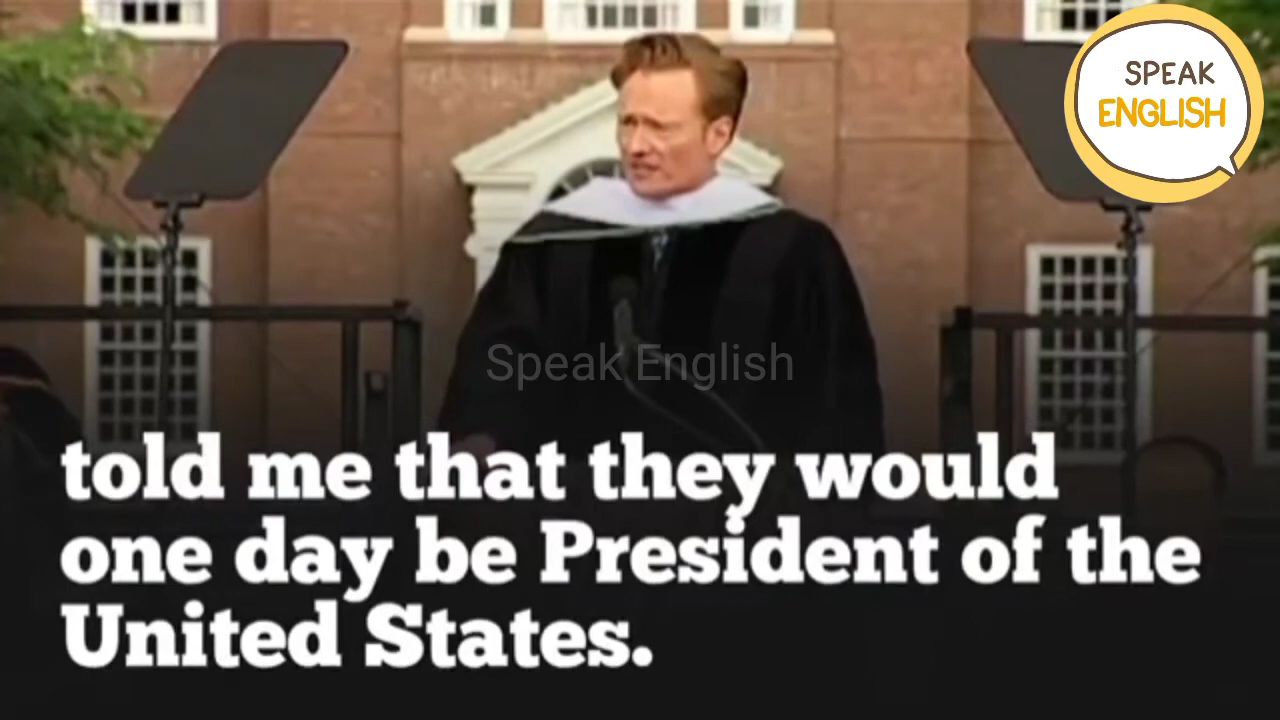 SPEAK
ENGLISH
Speak English
told me that they would
one day be President of the
United States.